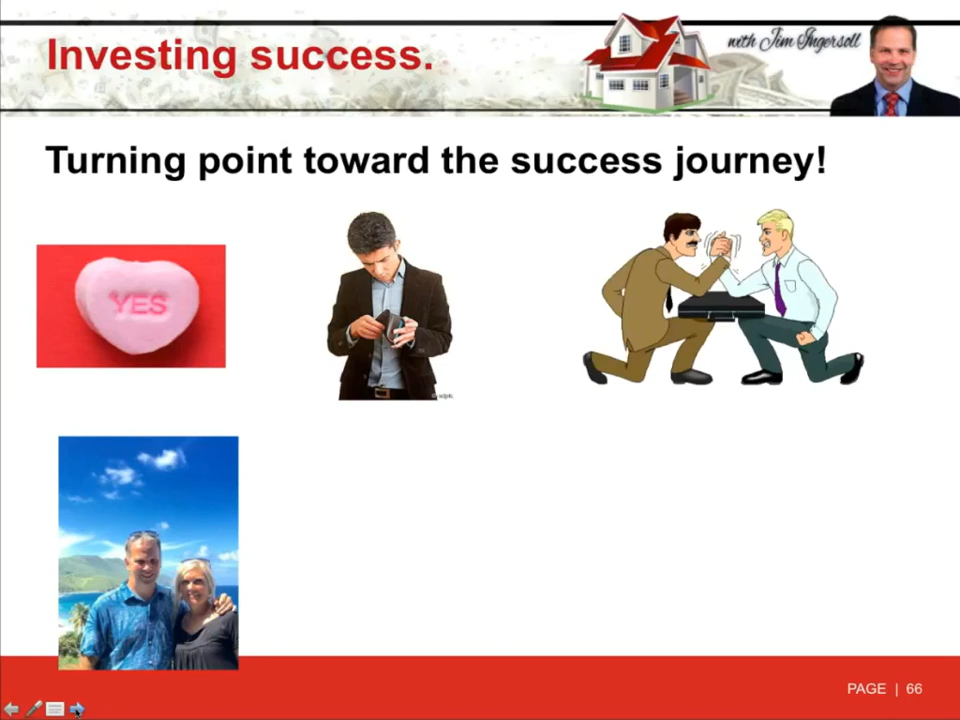 Investing success.
with Jim Ingersoll
Turning point toward the success journey!
YES
PAGE | 66